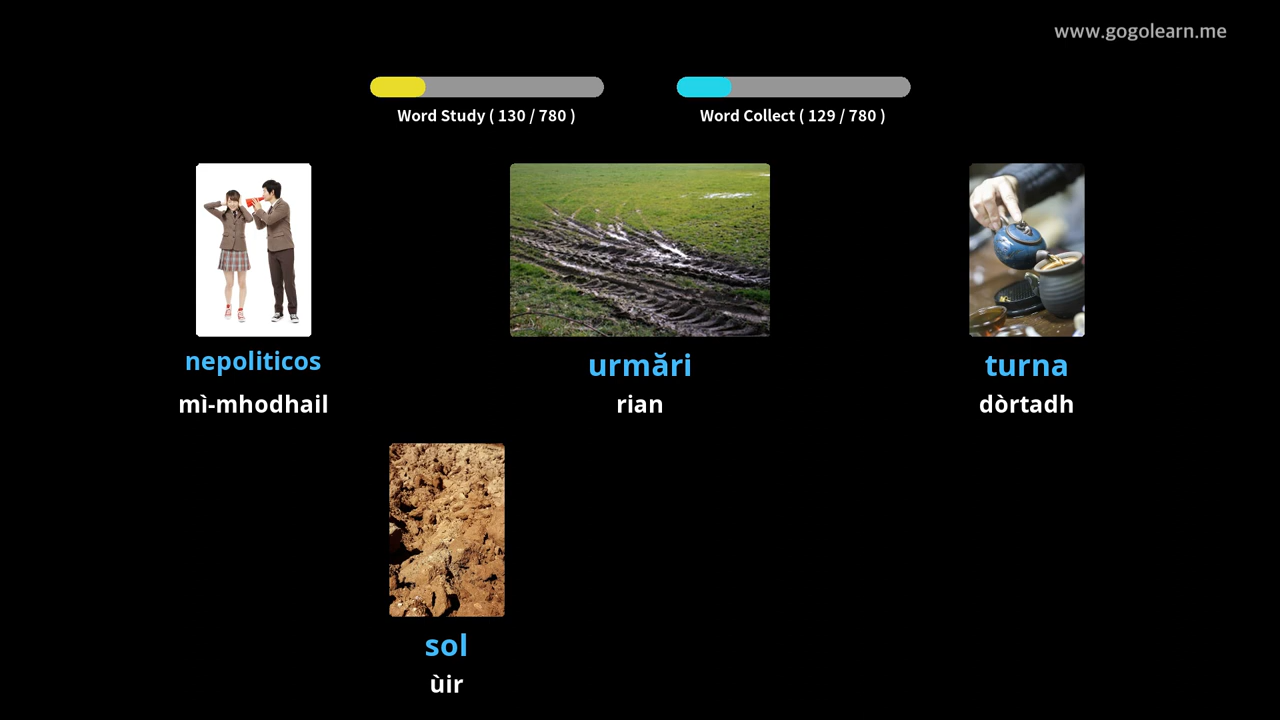 www.gogolearn.me
Word Study ( 130 / 780 )
Word Collect ( 129 / 780 )
nepoliticos
mì-mhodhail
urmări
rian
turna
dòrtadh
sol
ùir